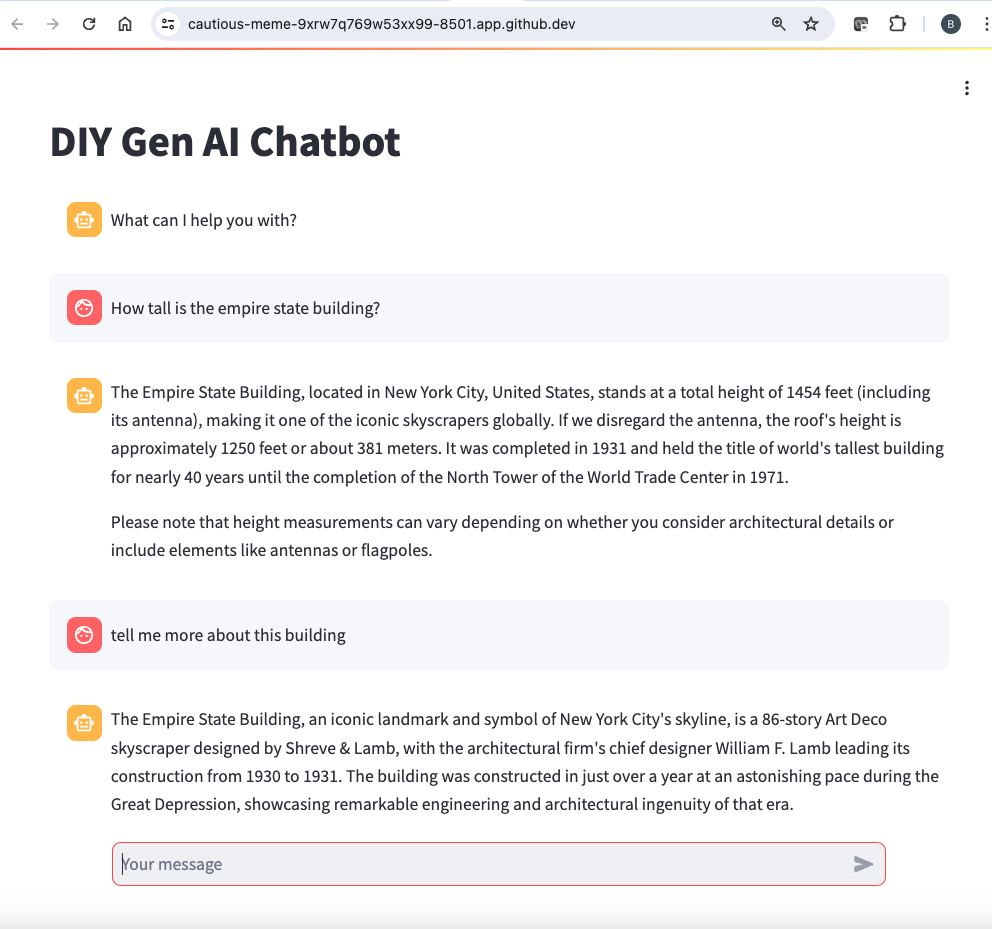 cautious-meme-9xrw7q769w53xx99-8501.app.github.dev
B
DIY Gen AI Chatbot
What can I help you with?
How tall is the empire state building?
The Empire State Building, located in New York City, United States, stands at a total height of 1454 feet (including
its antenna), making it one of the iconic skyscrapers globally. If we disregard the antenna, the roof's height is
approximately 1250 feet or about 381 meters. It was completed in 1931 and held the title of world's tallest building
for nearly 40 years until the completion of the North Tower of the World Trade Center in 1971.
Please note that height measurements can vary depending on whether you consider architectural details or
include elements like antennas or flagpoles.
tell me more about this building
The Empire State Building, an iconic landmark and symbol of New York City's skyline, is a 86-story Art Deco
skyscraper designed by Shreve & Lamb, with the architectural firm's chief designer William F. Lamb leading its
construction from 1930 to 1931. The building was constructed in just over a year at an astonishing pace during the
Great Depression, showcasing remarkable engineering and architectural ingenuity of that era.
Your message